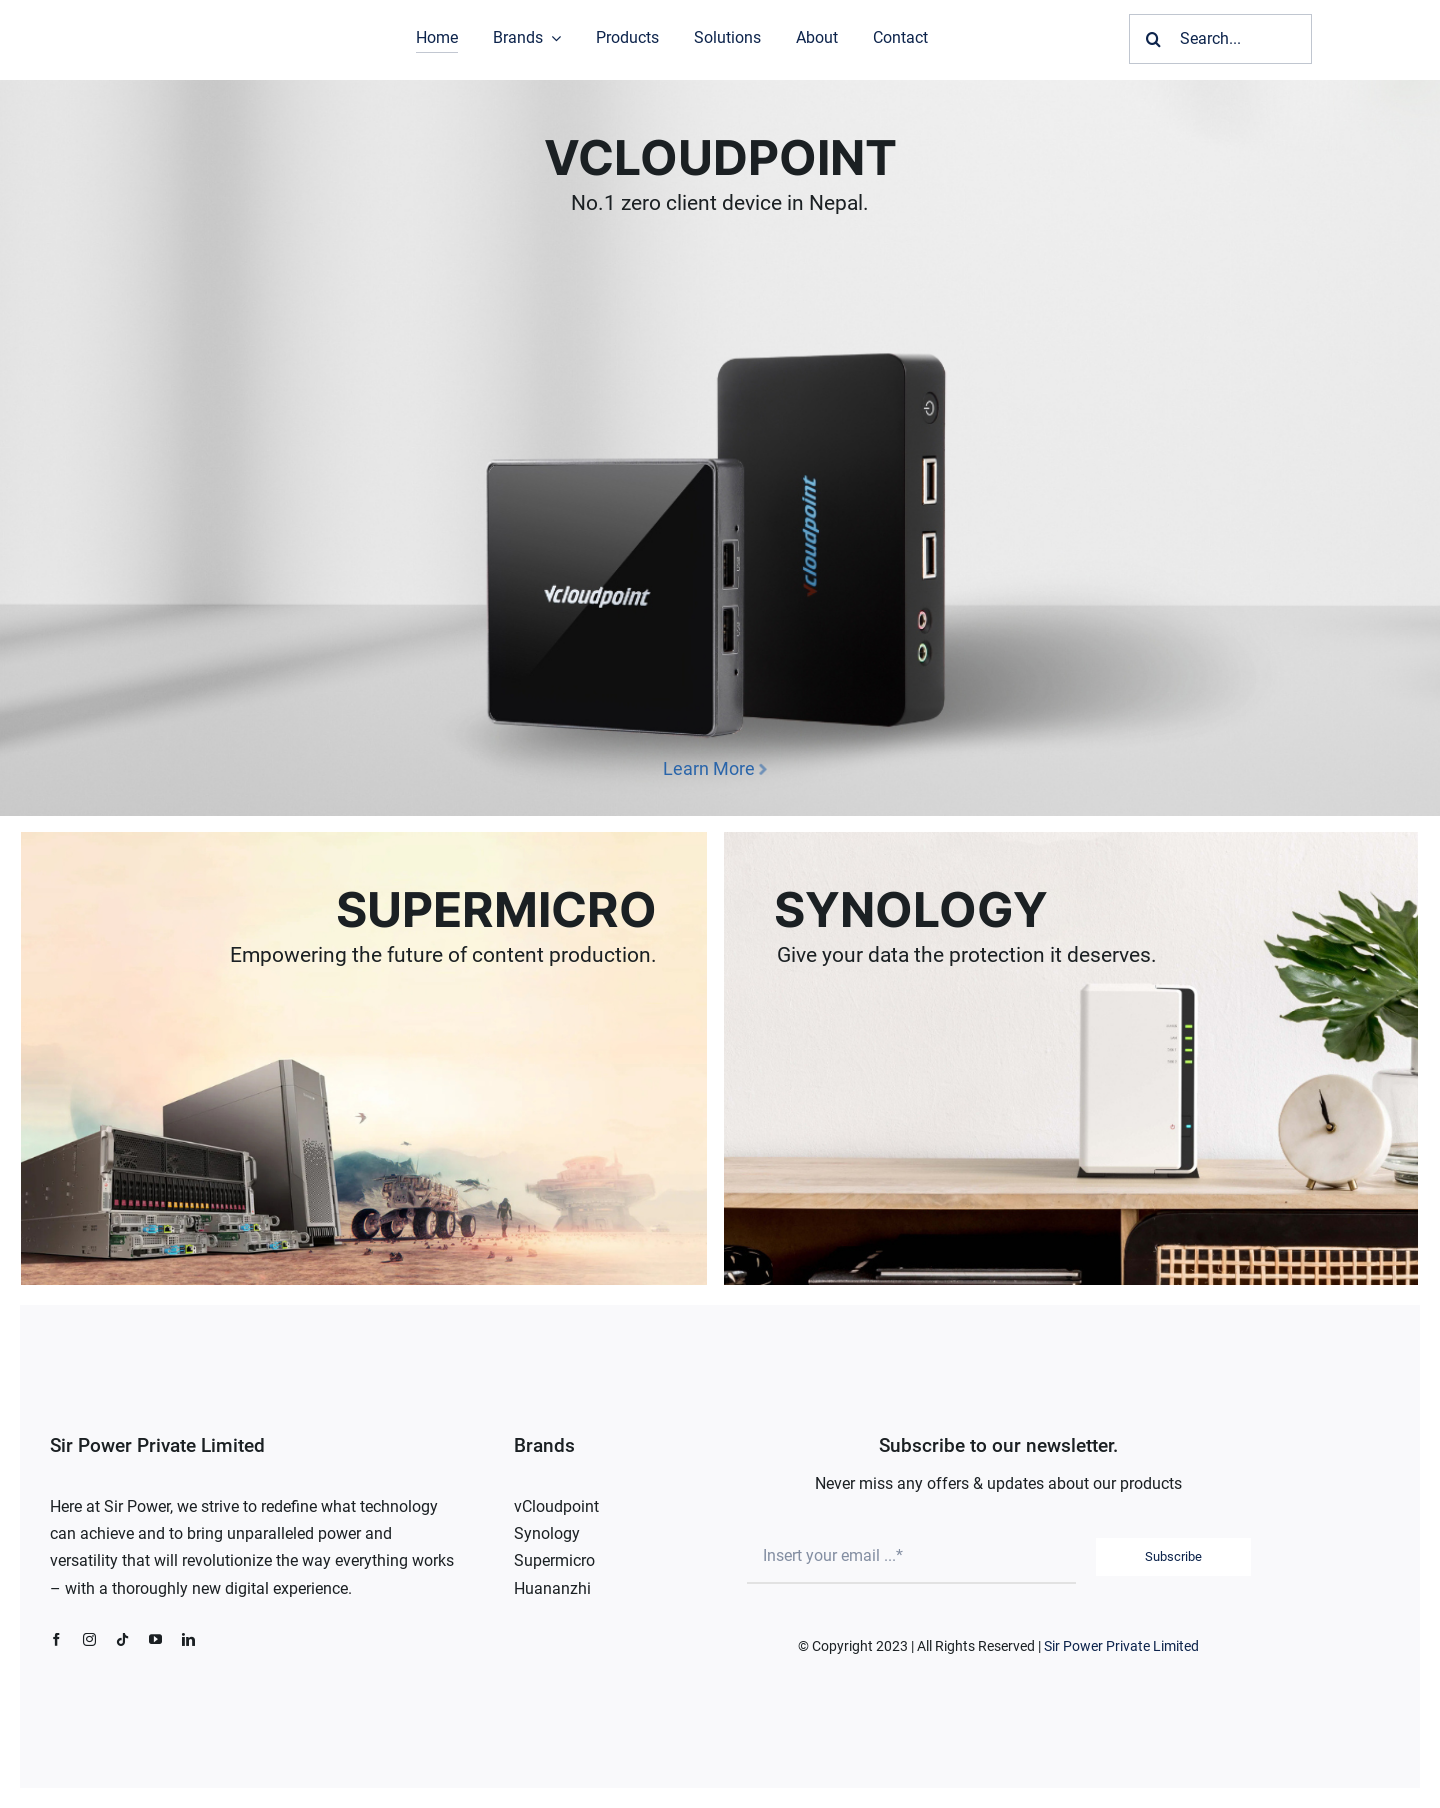 Home Brands Products Solutions About Contact Search...
VCLOUDPOINT
No.1 zero client device in Nepal.
vcloudpoint
vcloudpoint
Learn More
SUPERMICRO
Empowering the future of content production.
SYNOLOGY
Give your data the protection it deserves.
Sir Power Private Limited
Here at Sir Power, we strive to redefine what technology
can achieve and to bring unparalleled power and
versatility that will revolutionize the way everything works
– with a thoroughly new digital experience.
Brands
vCloudpoint
Synology
Supermicro
Huananzhi
Subscribe to our newsletter.
Never miss any offers & updates about our products
Insert your email ...*
Subscribe
© Copyright 2023 | All Rights Reserved | Sir Power Private Limited